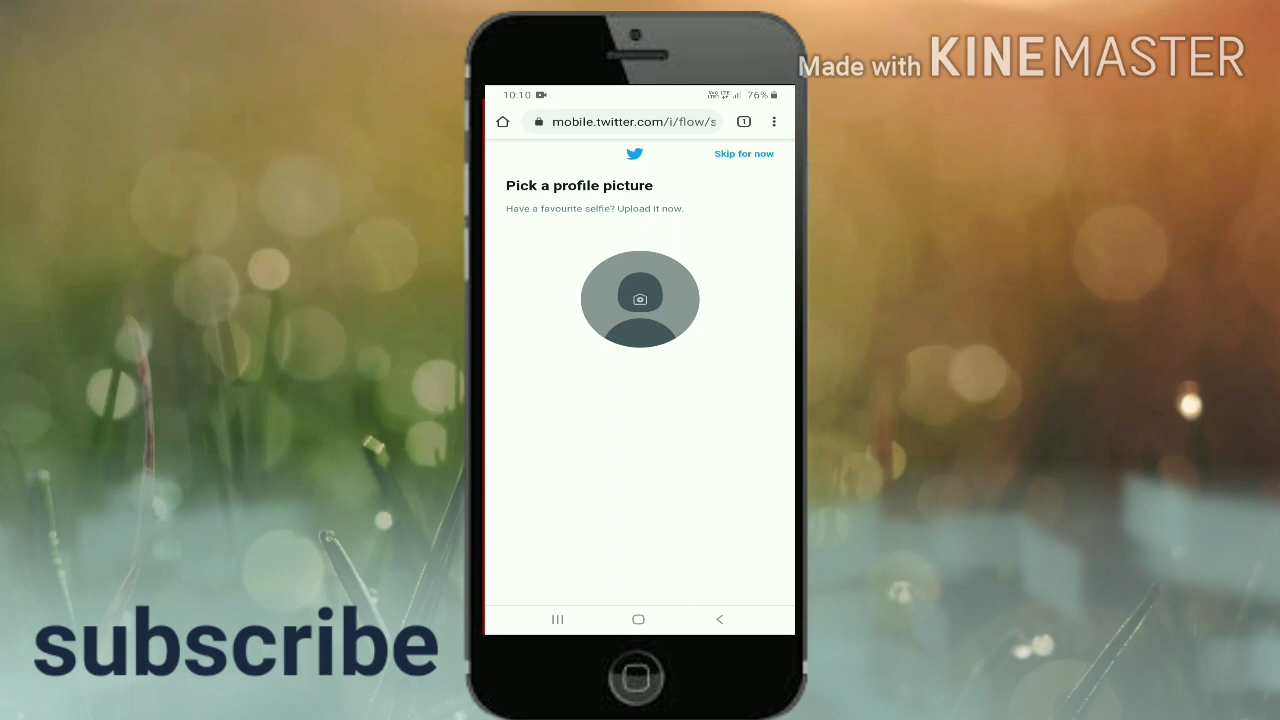 Made with KINEMASTER
10:10
76%
mobile.twitter.com/i/flow/s
1
Skip for now
Pick a profile picture
Have a favourite selfie? Upload it now.
subscribe